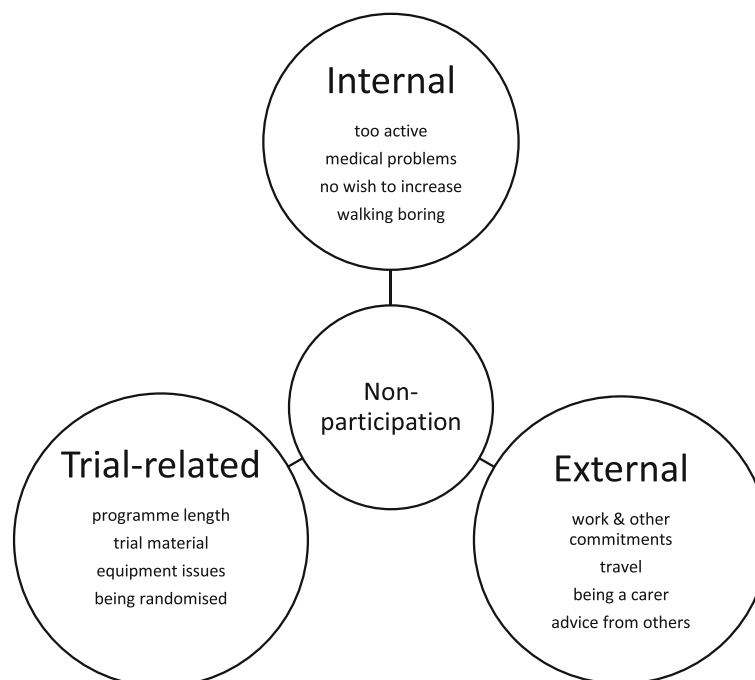 Internal
too active
medical problems
no wish to increase
walking boring
Non-
participation
Trial-related
programme length
trial material
equipment issues
being randomised
External
work & other
commitments
travel
being a carer
advice from others